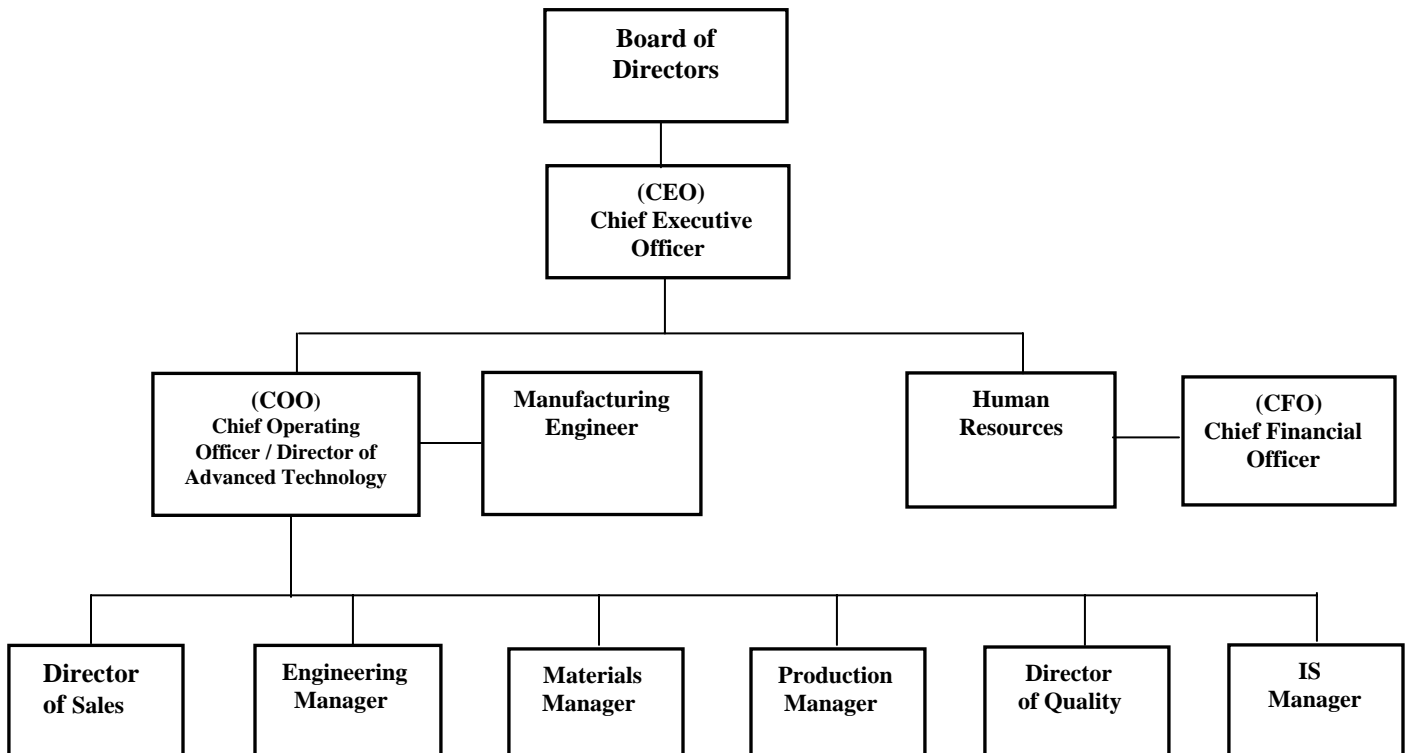 Board of
Directors
(CEO)
Chief Executive
Officer
(COO)
Chief Operating
Officer / Director of
Advanced Technology
Manufacturing
Engineer
Human
Resources
(CFO)
Chief Financial
Officer
Director
of Sales
Engineering
Manager
Materials
Manager
Production
Manager
Director
of Quality
IS
Manager